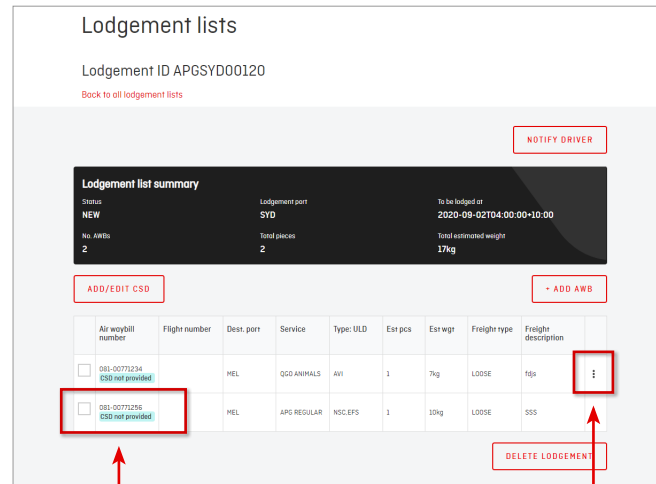 Lodgement lists
Lodgement ID APGSYD00120
Back to all lodgement lists
NOTIFY DRIVER
Lodgement list summary
Status Lodgement port To be lodged at
NEW SYD 2020-09-02T04:00:00+10:00
No. AWBs Total pieces Total estimated weight
2 2 17kg
ADD/EDIT CSD + ADD AWB
Air waybill number Flight number Dest. port Service Type: ULD Est pcs Est wgt Freight type Freight description
081-00771234 MEL QGO ANIMALS AVI 1 7kg LOOSE fdjs
CSD not provided
081-00771256 MEL APG REGULAR NSC.EFS 1 10kg LOOSE SSS
CSD not provided
DELETE LODGEMENT